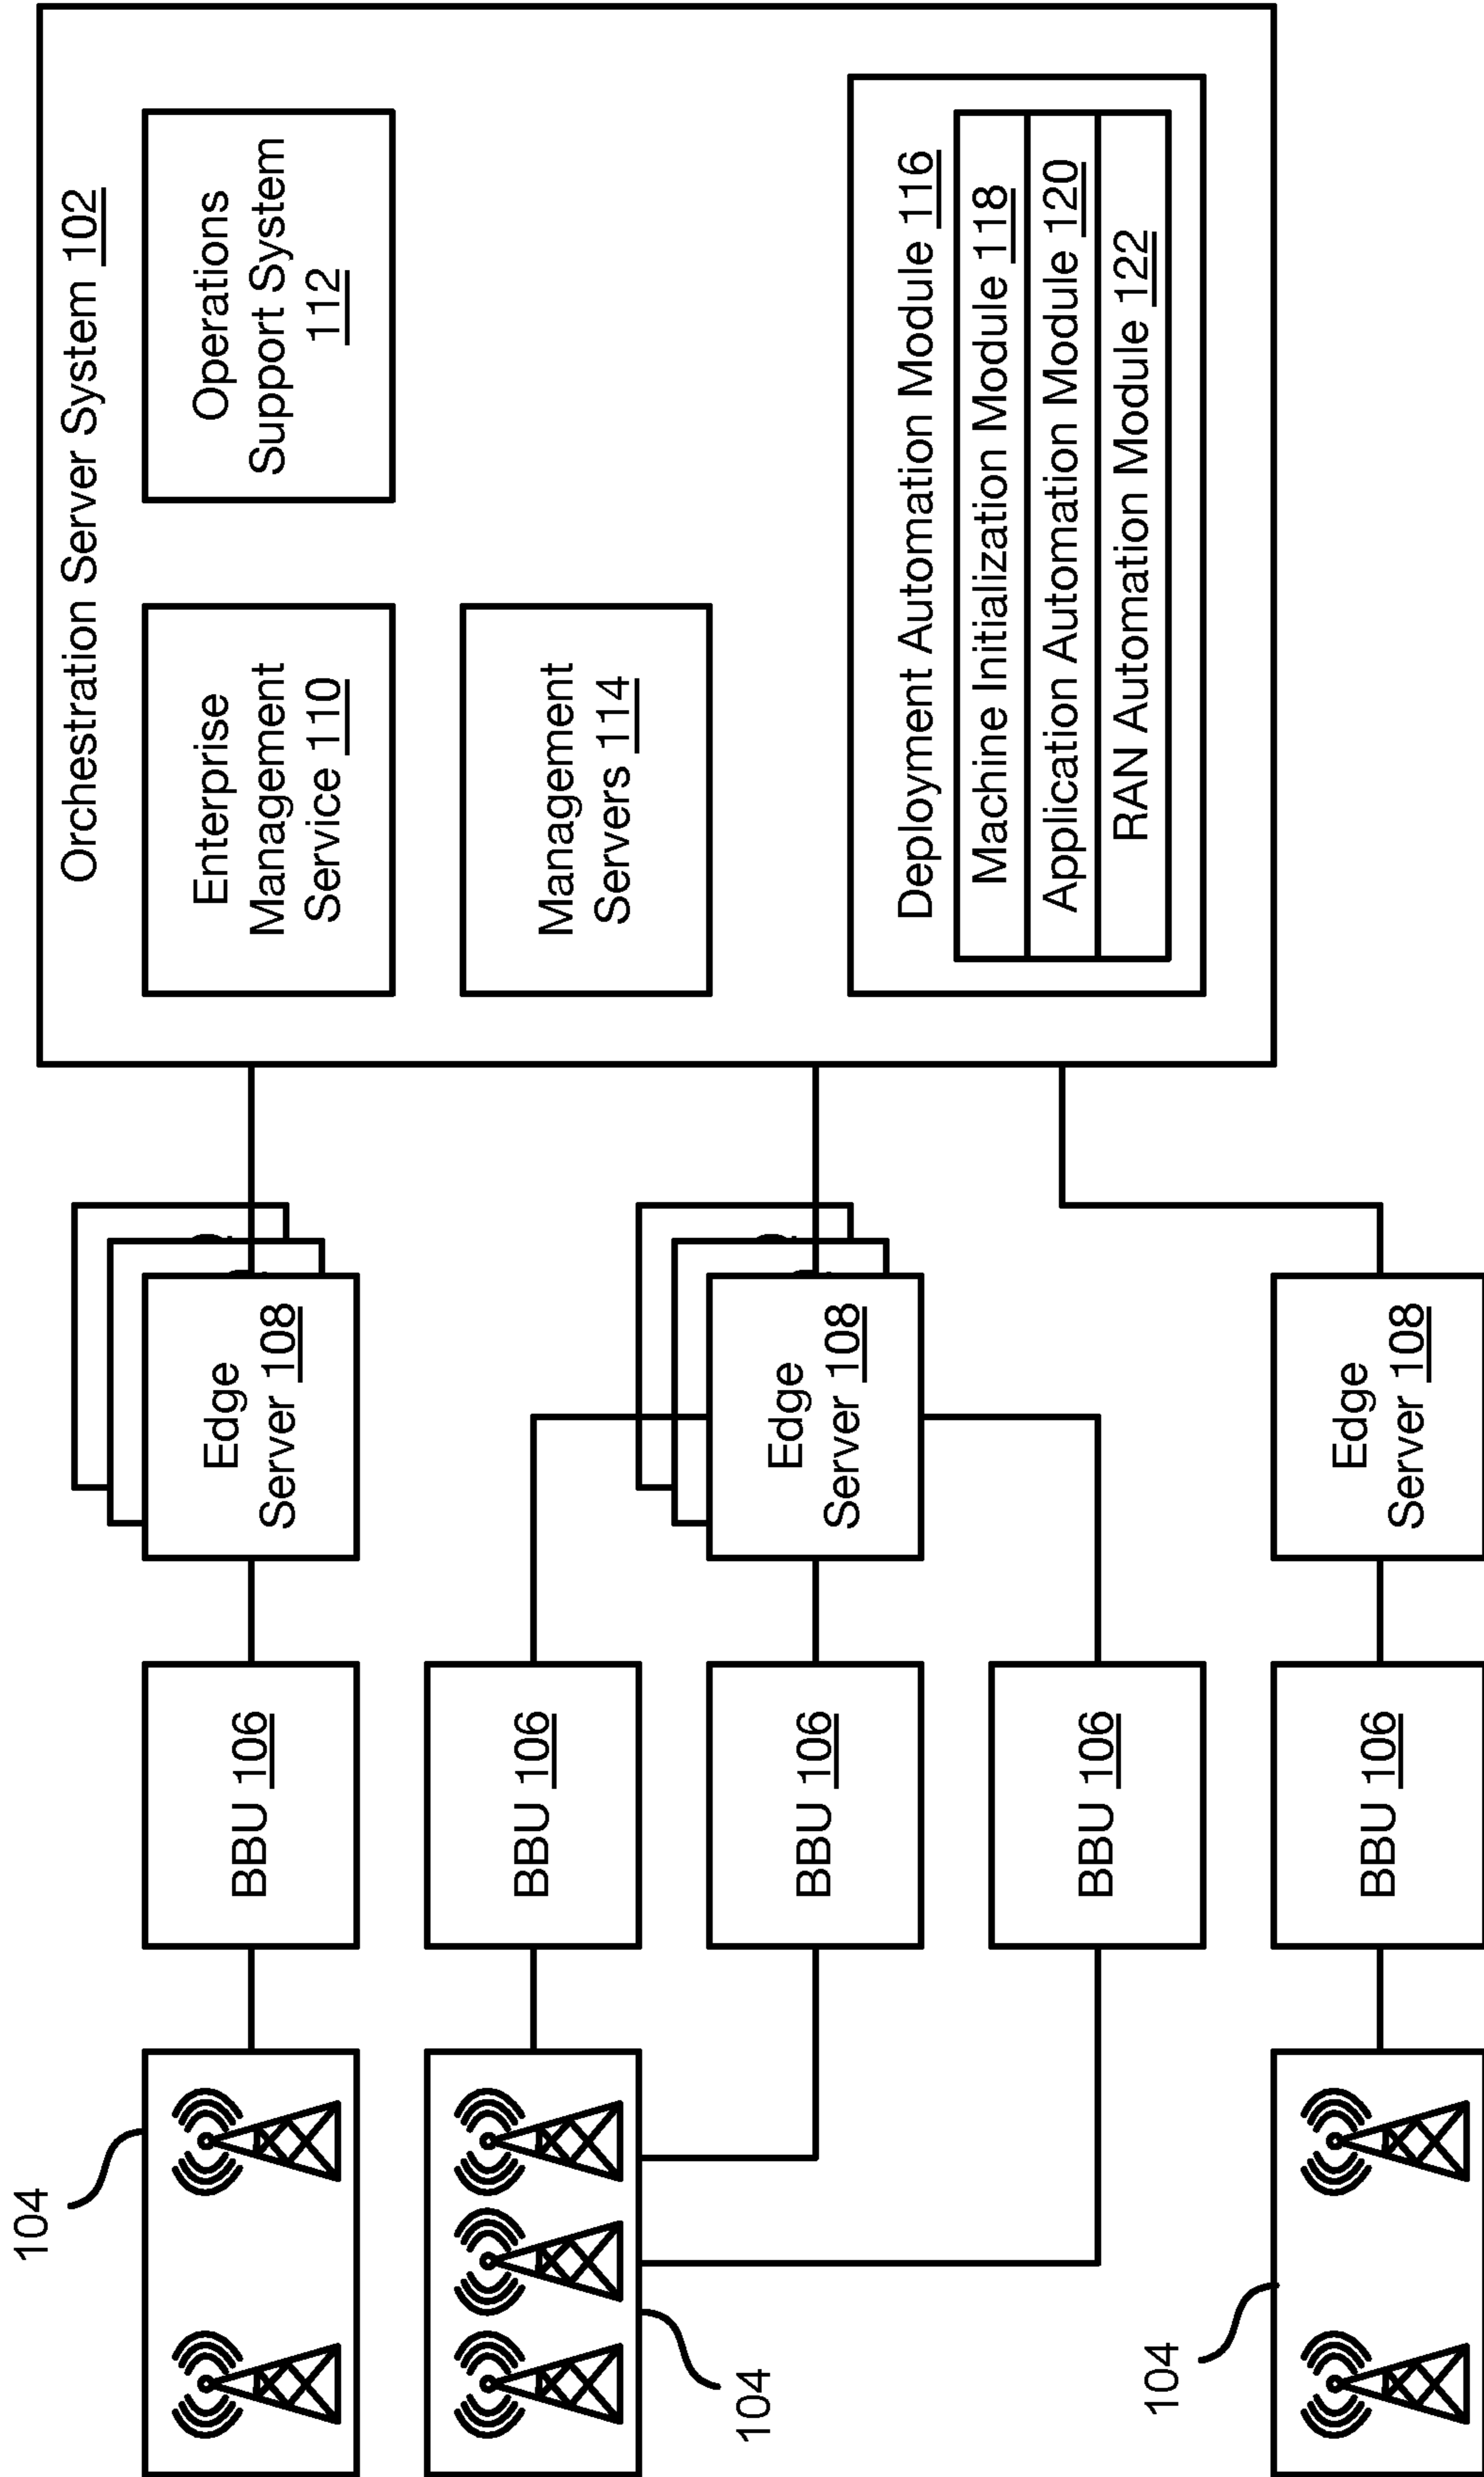 Orchestration Server System 102
Enterprise
Management
Service 110
Operations
Support System
112
Management
Servers 114
Deployment Automation Module 116
Machine Initialization Module 118
Application Automation Module 120
RAN Automation Module 122
104
BBU 106
Edge
Server 108
BBU 106
104
BBU 106
Edge
Server 108
BBU 106
104
BBU 106
Edge
Server 108